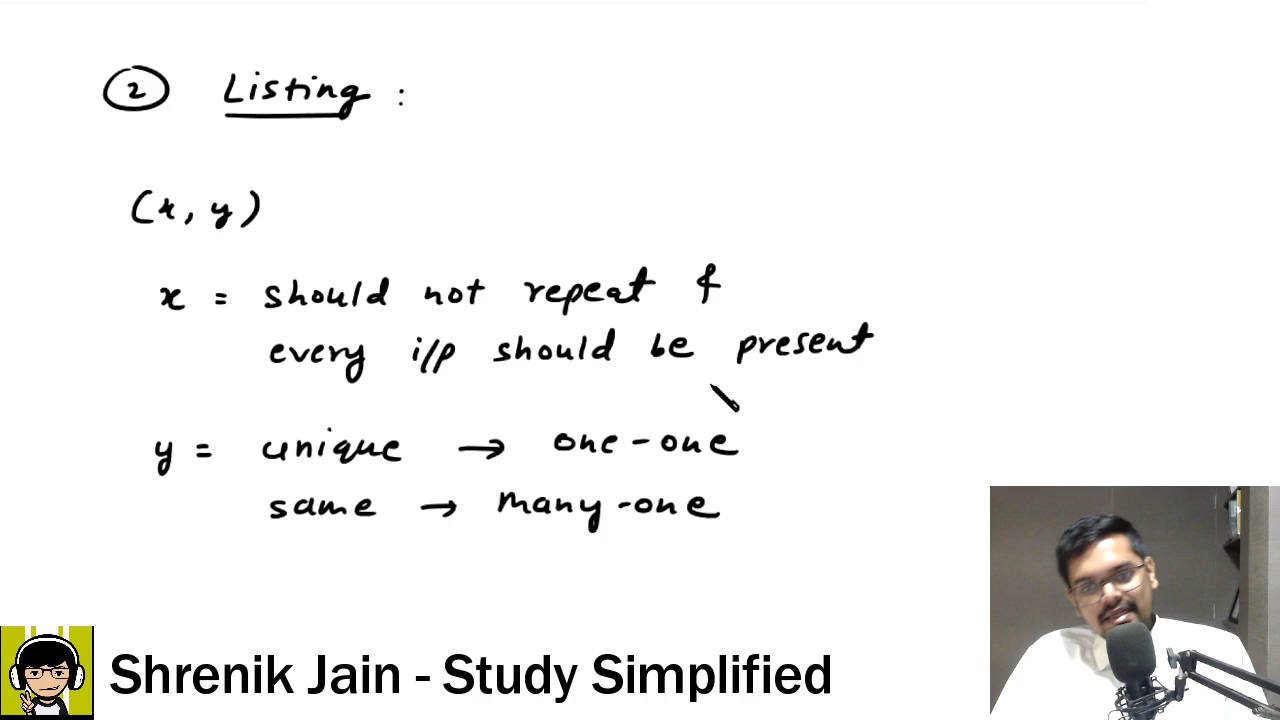 2 Listing :
(x, y)
x = should not repeat &
every i/p should be present
y = unique → one-one
same → many-one
Shrenik Jain - Study Simplified